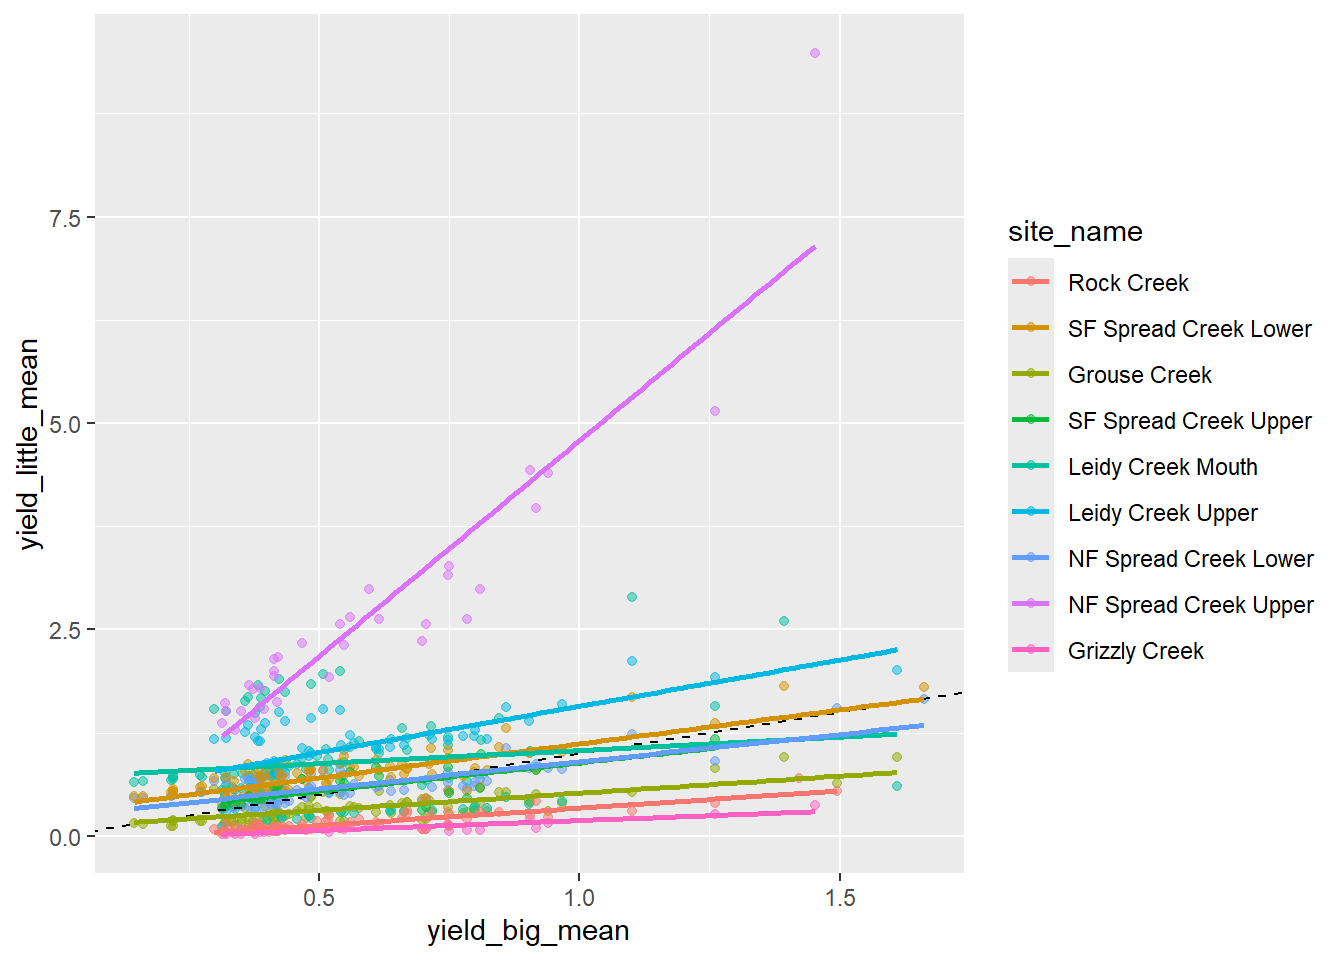 yield_little_mean
7.5
5.0
2.5
0.0
0.5
1.0
1.5
yield_big_mean
site_name
Rock Creek
SF Spread Creek Lower
Grouse Creek
SF Spread Creek Upper
Leidy Creek Mouth
Leidy Creek Upper
NF Spread Creek Lower
NF Spread Creek Upper
Grizzly Creek